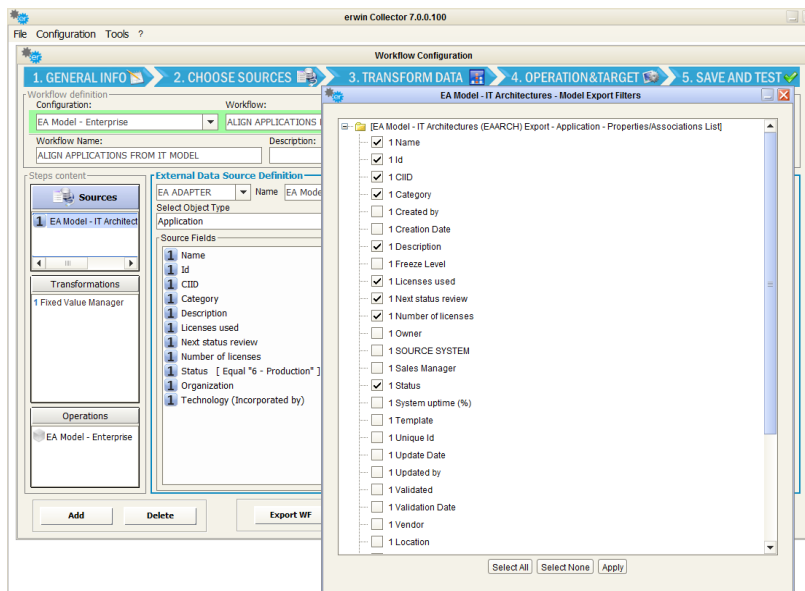 erwin Collector 7.0.0.100
File Configuration Tools ?
Workflow Configuration
1. GENERAL INFO 2. CHOOSE SOURCES 3. TRANSFORM DATA 4. OPERATION&TARGET 5. SAVE AND TEST
Workflow definition
Configuration: Workflow:
EA Model - Enterprise ALIGN APPLICATIONS
Workflow Name: Description:
ALIGN APPLICATIONS FROM IT MODEL
Steps content
Sources
1 EA Model - IT Architect
Transformations
1 Fixed Value Manager
Operations
EA Model - Enterprise
External Data Source Definition
EA ADAPTER Name EA Mode
Select Object Type
Application
Source Fields
1 Name
1 Id
1 CIID
1 Category
1 Description
1 Licenses used
1 Next status review
1 Number of licenses
1 Status [ Equal "6 - Production" ]
1 Organization
1 Technology (Incorporated by)
Add Delete Export WF
EA Model - IT Architectures - Model Export Filters
[EA Model - IT Architectures (EAARCH) Export - Application - Properties/Associations List]
1 Name
1 Id
1 CIID
1 Category
1 Created by
1 Creation Date
1 Description
1 Freeze Level
1 Licenses used
1 Next status review
1 Number of licenses
1 Owner
1 SOURCE SYSTEM
1 Sales Manager
1 Status
1 System uptime (%)
1 Template
1 Unique Id
1 Update Date
1 Updated by
1 Validated
1 Validation Date
1 Vendor
1 Location
Select All Select None Apply